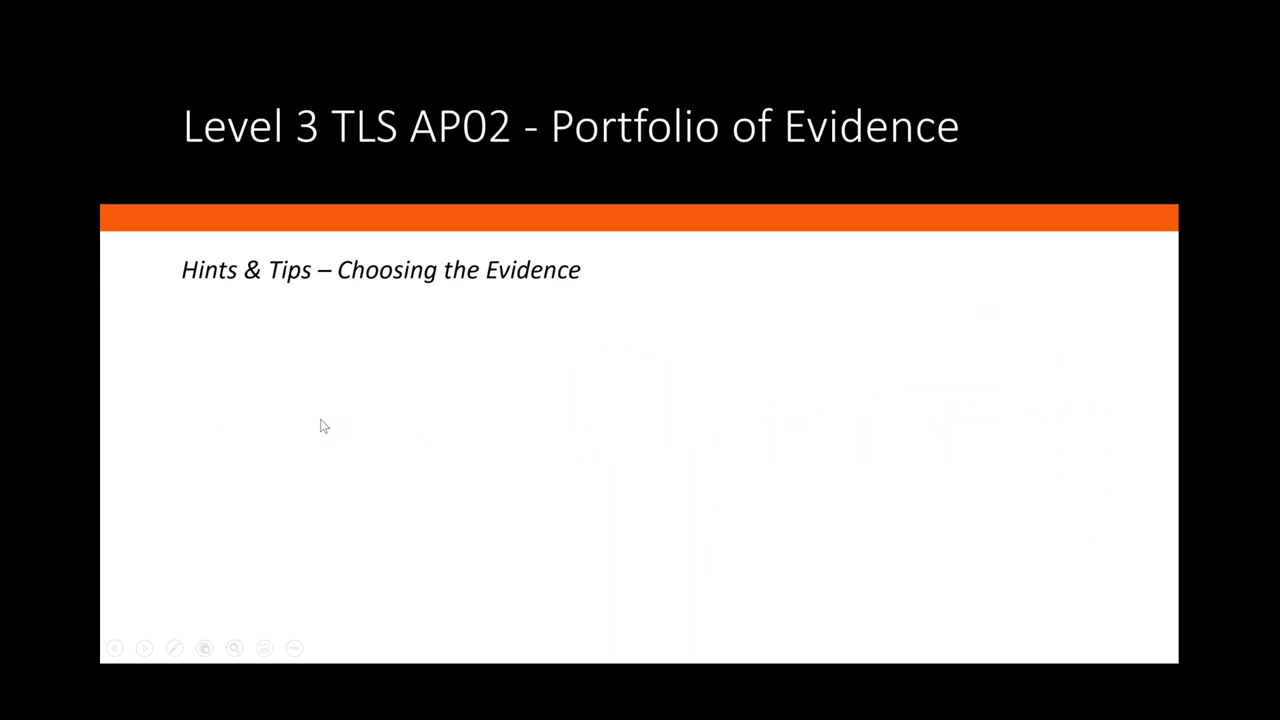 Level 3 TLS AP02 - Portfolio of Evidence
Hints & Tips – Choosing the Evidence